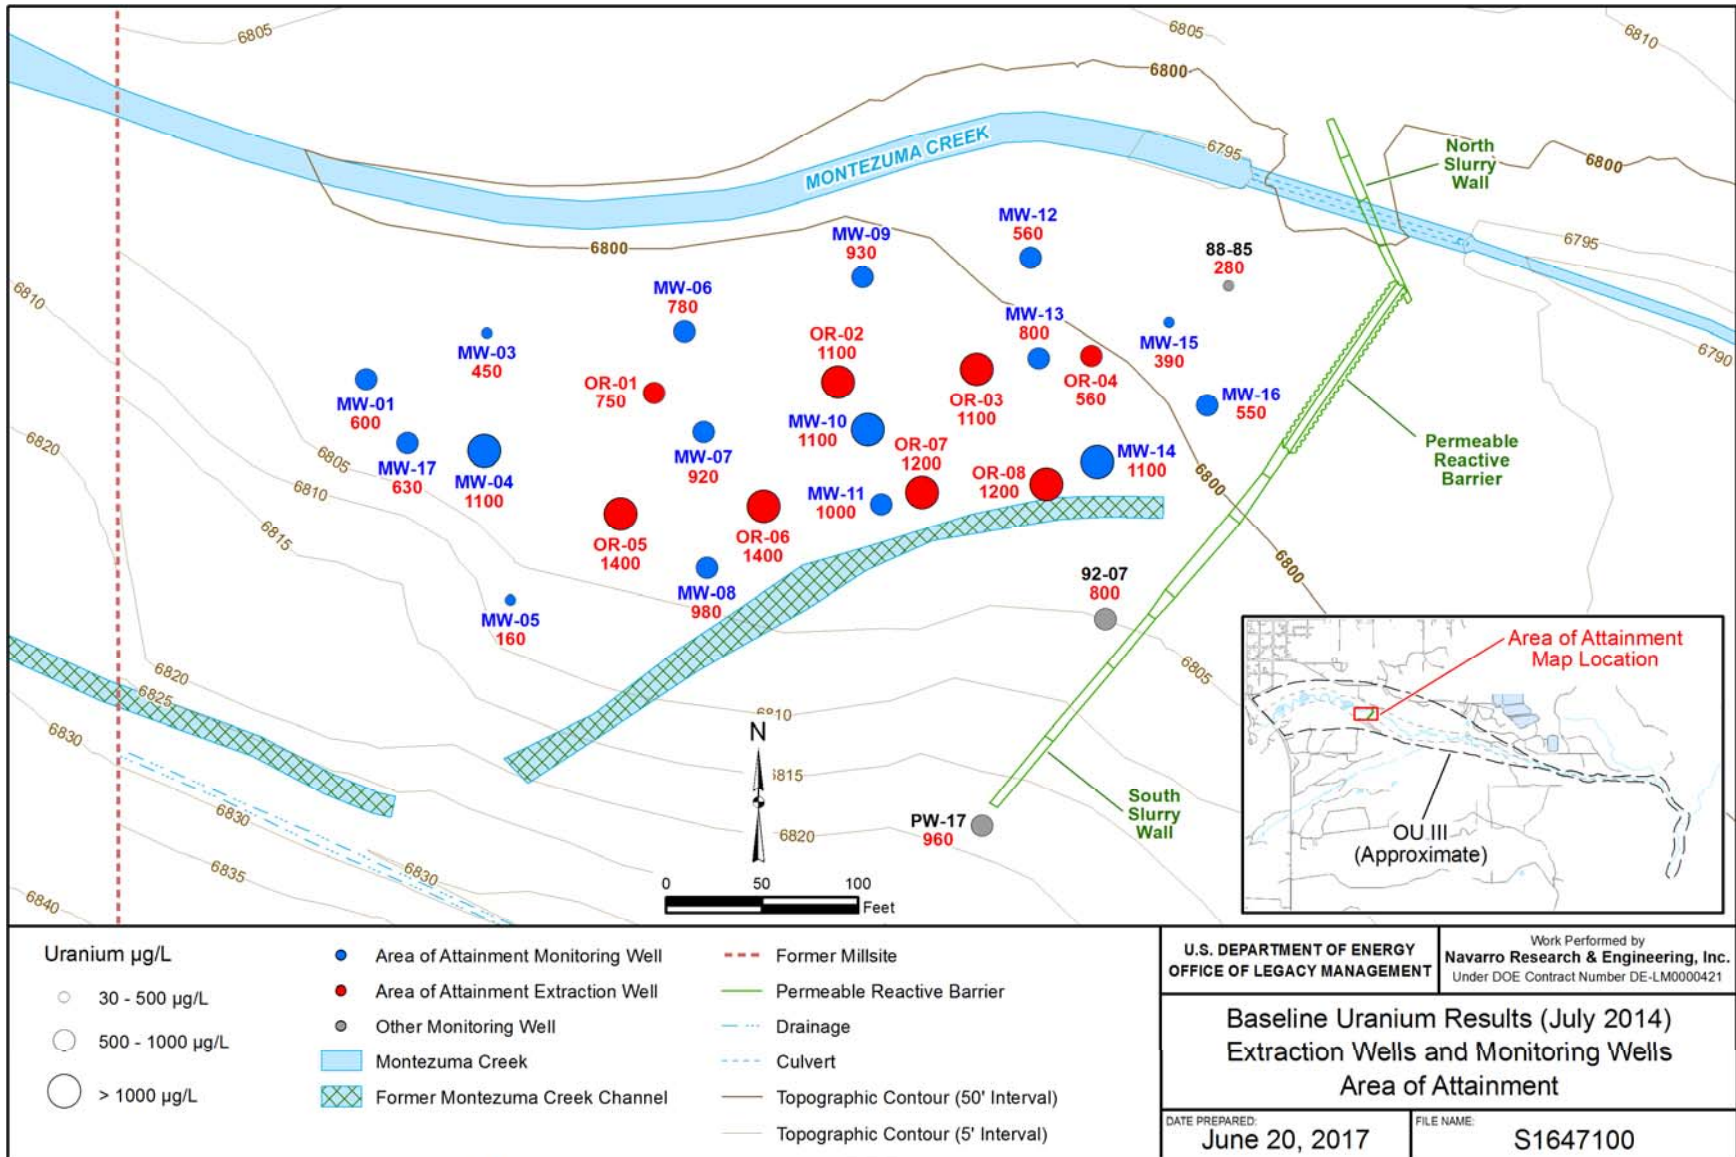 6805
6805
6810
6800
MONTEZUMA CREEK
6795
North
Slurry
Wall
6800
6795
6790
MW-12
560
MW-09
930
88-85
280
6800
6810
MW-06
780
MW-13
800
MW-03
450
OR-02
1100
MW-15
390
OR-01
750
OR-04
560
OR-03
1100
MW-01
600
MW-16
550
MW-10
1100
6820
6805
MW-17
630
MW-04
1100
MW-07
920
OR-07
1200
OR-08
1200
MW-14
1100
Permeable
Reactive
Barrier
6810
MW-11
1000
6800
6815
OR-05
1400
OR-06
1400
6800
92-07
800
MW-08
980
MW-05
160
6805
6820
6825
6830
6810
6815
6830
6820
6835
6830
6840
PW-17
960
South
Slurry
Wall
N
0 50 100
Feet
Area of Attainment
Map Location
OU III
(Approximate)
Uranium µg/L
30 - 500 µg/L
500 - 1000 µg/L
> 1000 µg/L
Area of Attainment Monitoring Well
Area of Attainment Extraction Well
Other Monitoring Well
Montezuma Creek
Former Montezuma Creek Channel
Former Millsite
Permeable Reactive Barrier
Drainage
Culvert
Topographic Contour (50' Interval)
Topographic Contour (5' Interval)
U.S. DEPARTMENT OF ENERGY
OFFICE OF LEGACY MANAGEMENT
Work Performed by
Navarro Research & Engineering, Inc.
Under DOE Contract Number DE-LM0000421
Baseline Uranium Results (July 2014)
Extraction Wells and Monitoring Wells
Area of Attainment
DATE PREPARED:
June 20, 2017
FILE NAME:
S1647100